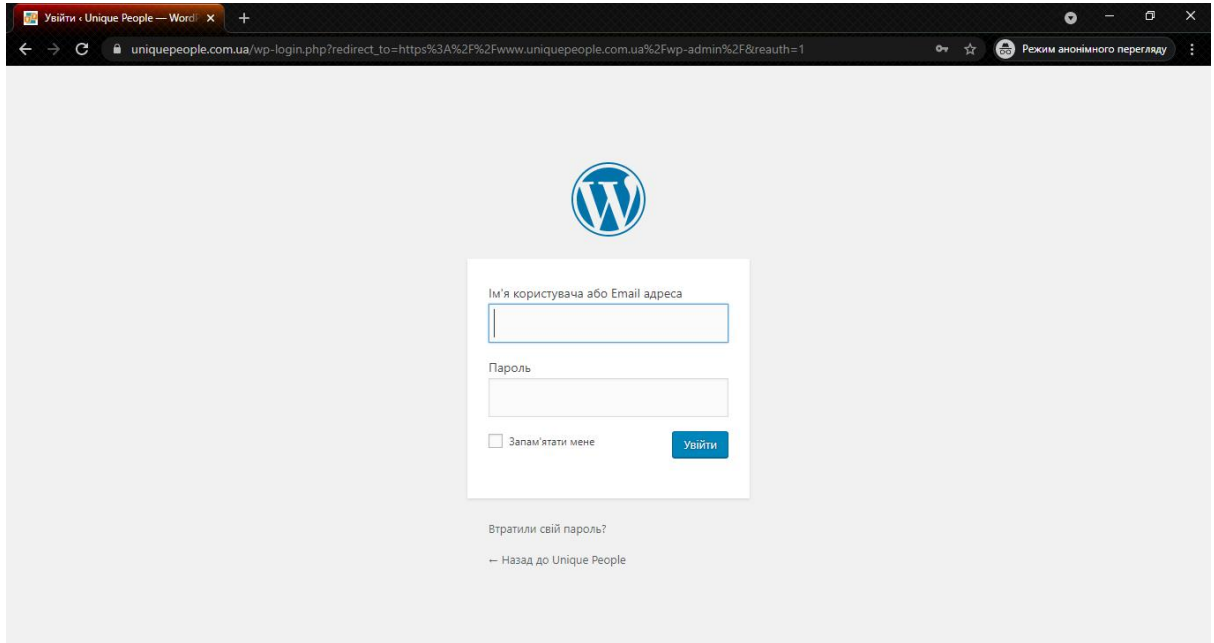 Увійти ‹ Unique People — WordP
uniquepeople.com.ua/wp-login.php?redirect_to=https%3A%2F%2Fwww.uniquepeople.com.ua%2Fwp-admin%2F&reauth=1
Режим анонімного перегляду
Ім'я користувача або Email адреса
Пароль
Запам'ятати мене
Увійти
Втратили свій пароль?
← Назад до Unique People